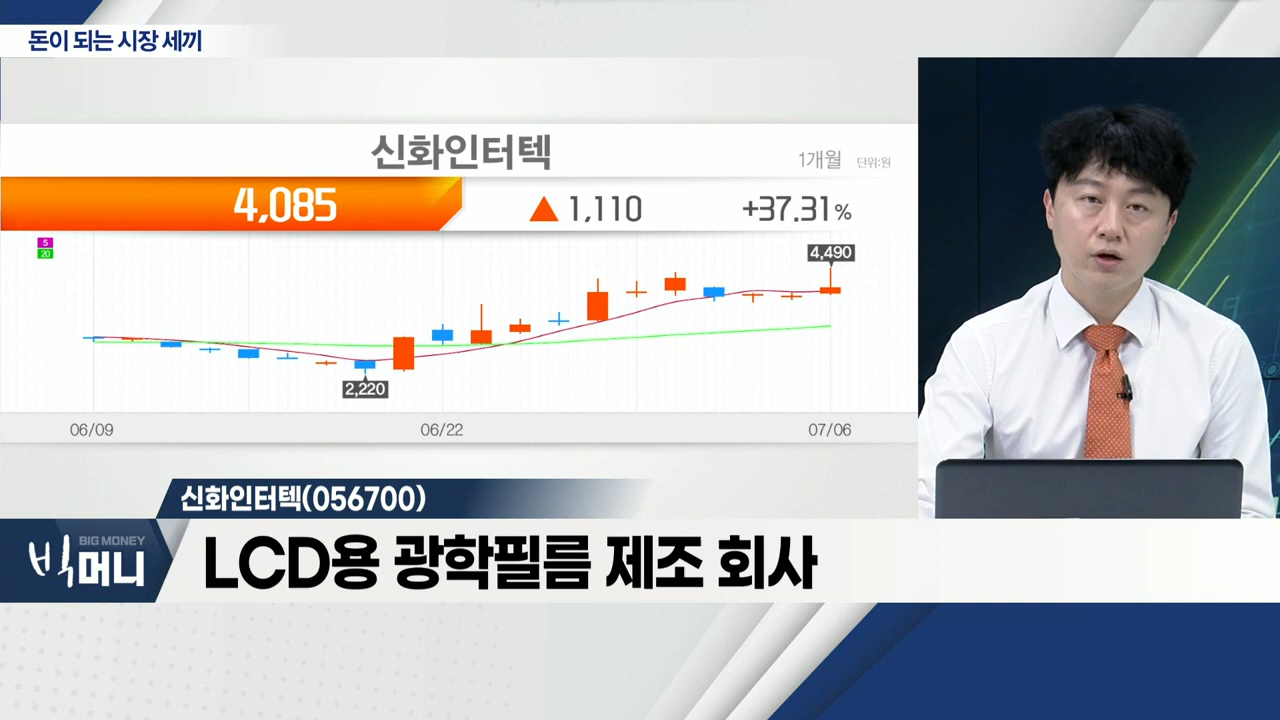 돈이 되는 시장 세끼
신화인터텍
1개월 단위:원
4,085 ▲ 1,110 +37.31%
5
20
4,490
2,220
06/09 06/22 07/06
신화인터텍(056700)
BIG MONEY
빅머니
LCD용 광학필름 제조 회사